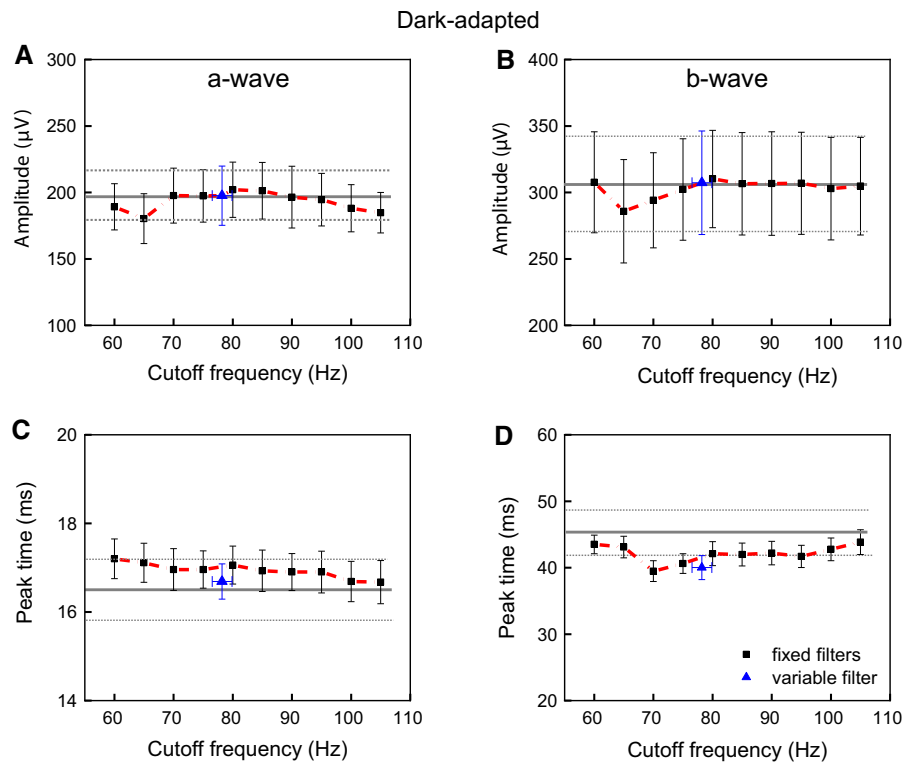 Dark-adapted
A
a-wave
Amplitude (µV)
300
250
200
150
100
60 70 80 90 100 110
Cutoff frequency (Hz)
B
b-wave
Amplitude (µV)
400
350
300
250
200
60 70 80 90 100 110
Cutoff frequency (Hz)
C
Peak time (ms)
20
18
16
14
60 70 80 90 100 110
Cutoff frequency (Hz)
D
Peak time (ms)
60
50
40
30
20
fixed filters
variable filter
60 70 80 90 100 110
Cutoff frequency (Hz)